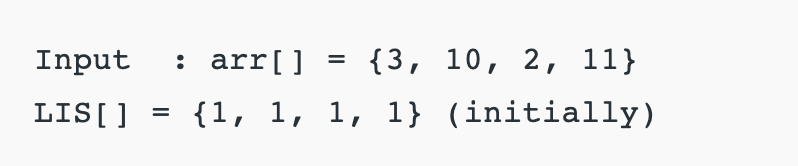 Input  : arr[] = {3, 10, 2, 11}
LIS[] = {1, 1, 1, 1} (initially)